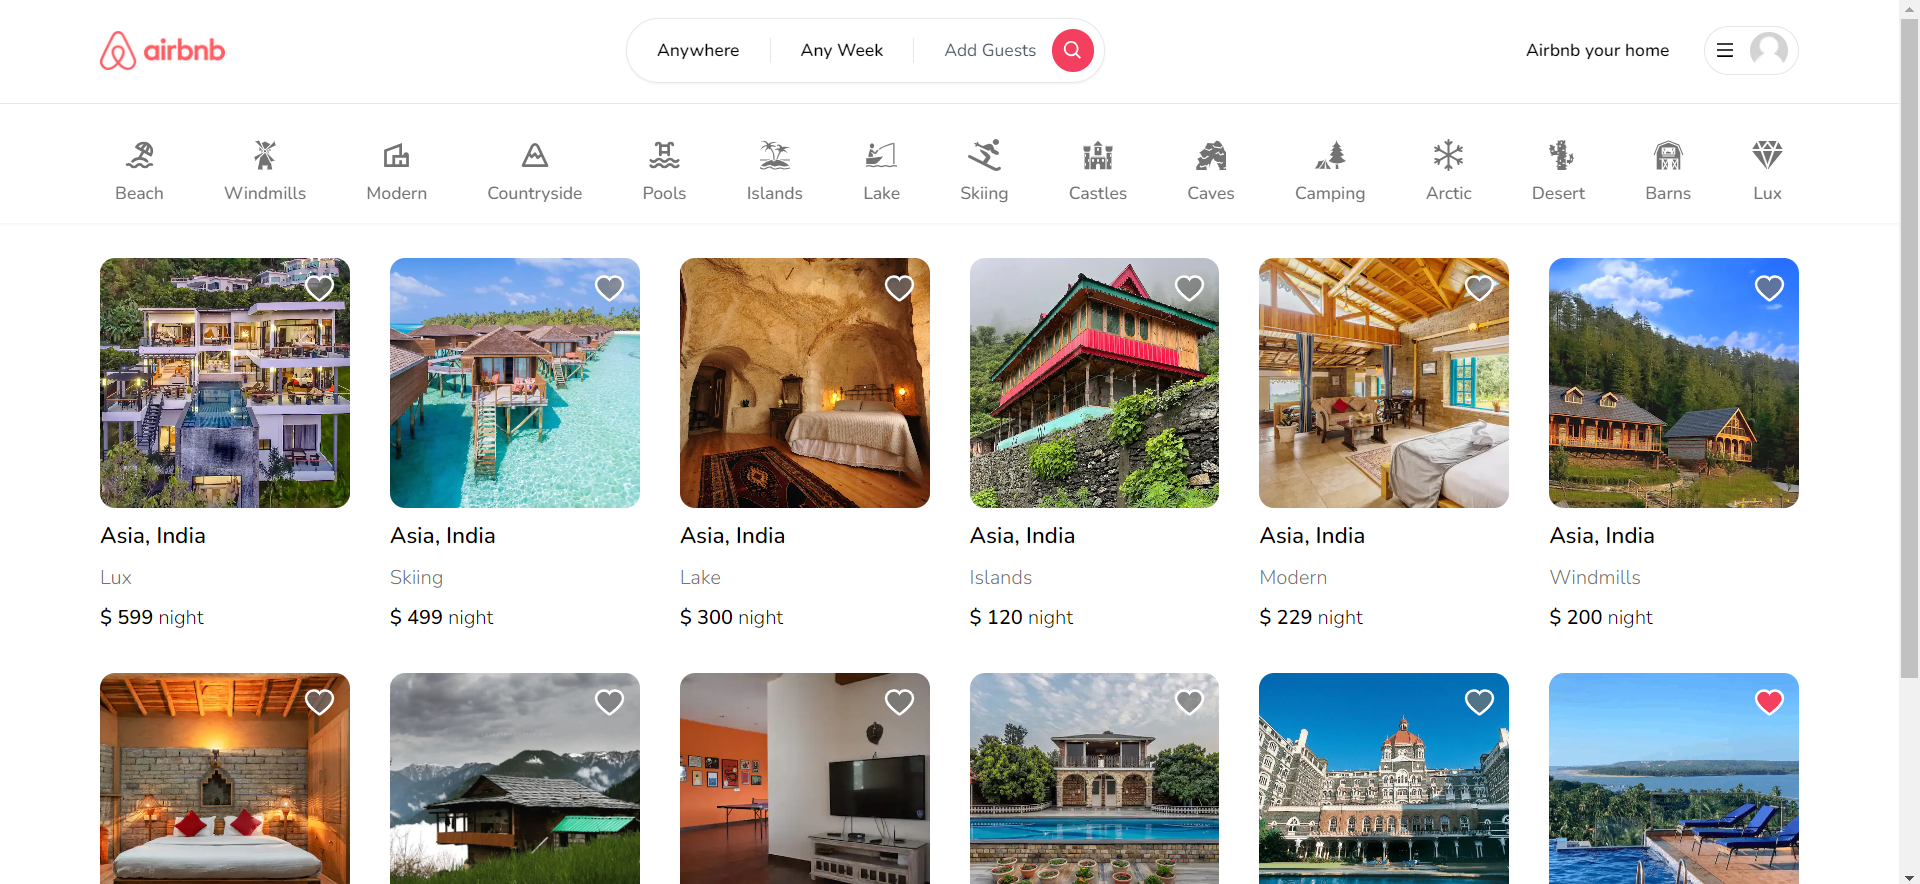 airbnb
Anywhere
Any Week
Add Guests
Airbnb your home
Beach
Windmills
Modern
Countryside
Pools
Islands
Lake
Skiing
Castles
Caves
Camping
Arctic
Desert
Barns
Lux
Asia, India
Lux
$ 599 night
Asia, India
Skiing
$ 499 night
Asia, India
Lake
$ 300 night
Asia, India
Islands
$ 120 night
Asia, India
Modern
$ 229 night
Asia, India
Windmills
$ 200 night